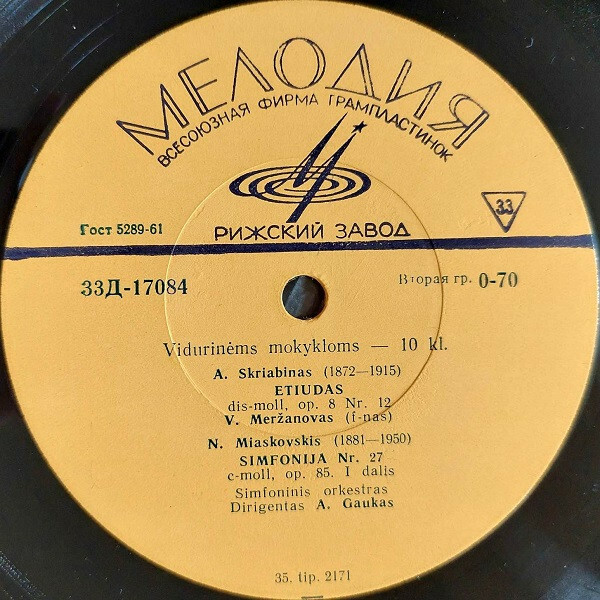 МЕЛОДИЯ
ВСЕСОЮЗНАЯ ФИРМА ГРАМПЛАСТИНОК
33
Гост 5289-61
РИЖСКИЙ ЗАВОД
33Д-17084
Вторая гр. 0-70
Vidurinėms mokykloms — 10 kl.
A. Skriabinas (1872—1915)
ETIUDAS
dis-moll, op. 8 Nr. 12
V. Meržanovas (f-nas)
N. Miaskovskis (1881—1950)
SIMFONIJA Nr. 27
c-moll, op. 85. I dalis
Simfoninis orkestras
Dirigentas A. Gaukas
35. tip. 2171